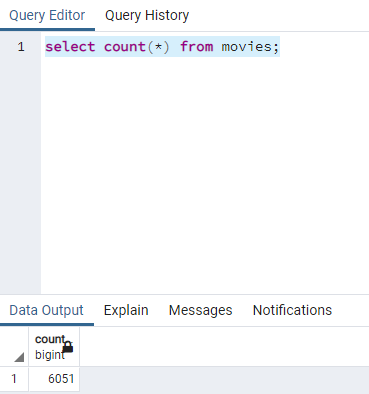 Query Editor Query History
1 select count(*) from movies;
Data Output Explain Messages Notifications
count
bigint
1 6051